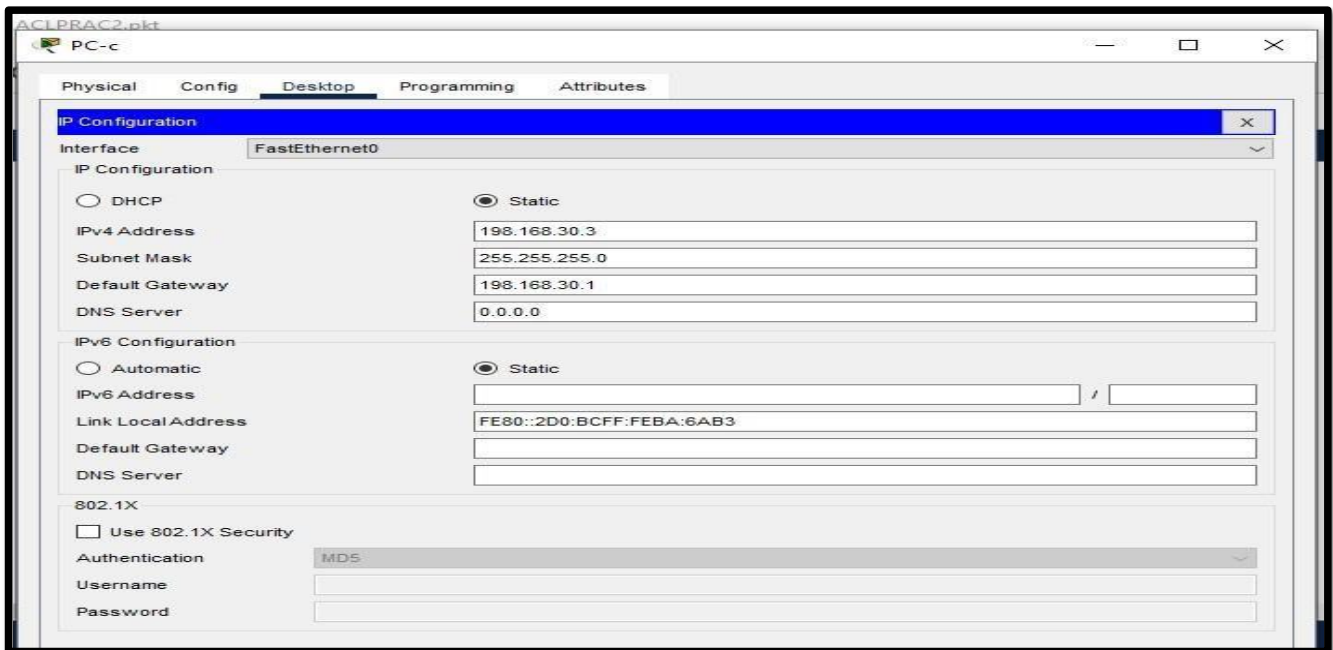 ACLPRAC2.pkt
PC-c
Physical Config Desktop Programming Attributes
IP Configuration X
Interface FastEthernet0
IP Configuration
DHCP Static
IPv4 Address 198.168.30.3
Subnet Mask 255.255.255.0
Default Gateway 198.168.30.1
DNS Server 0.0.0.0
IPv6 Configuration
Automatic Static
IPv6 Address /
Link Local Address FE80::2D0:BCFF:FEBA:6AB3
Default Gateway
DNS Server
802.1X
Use 802.1X Security
Authentication MD5
Username
Password